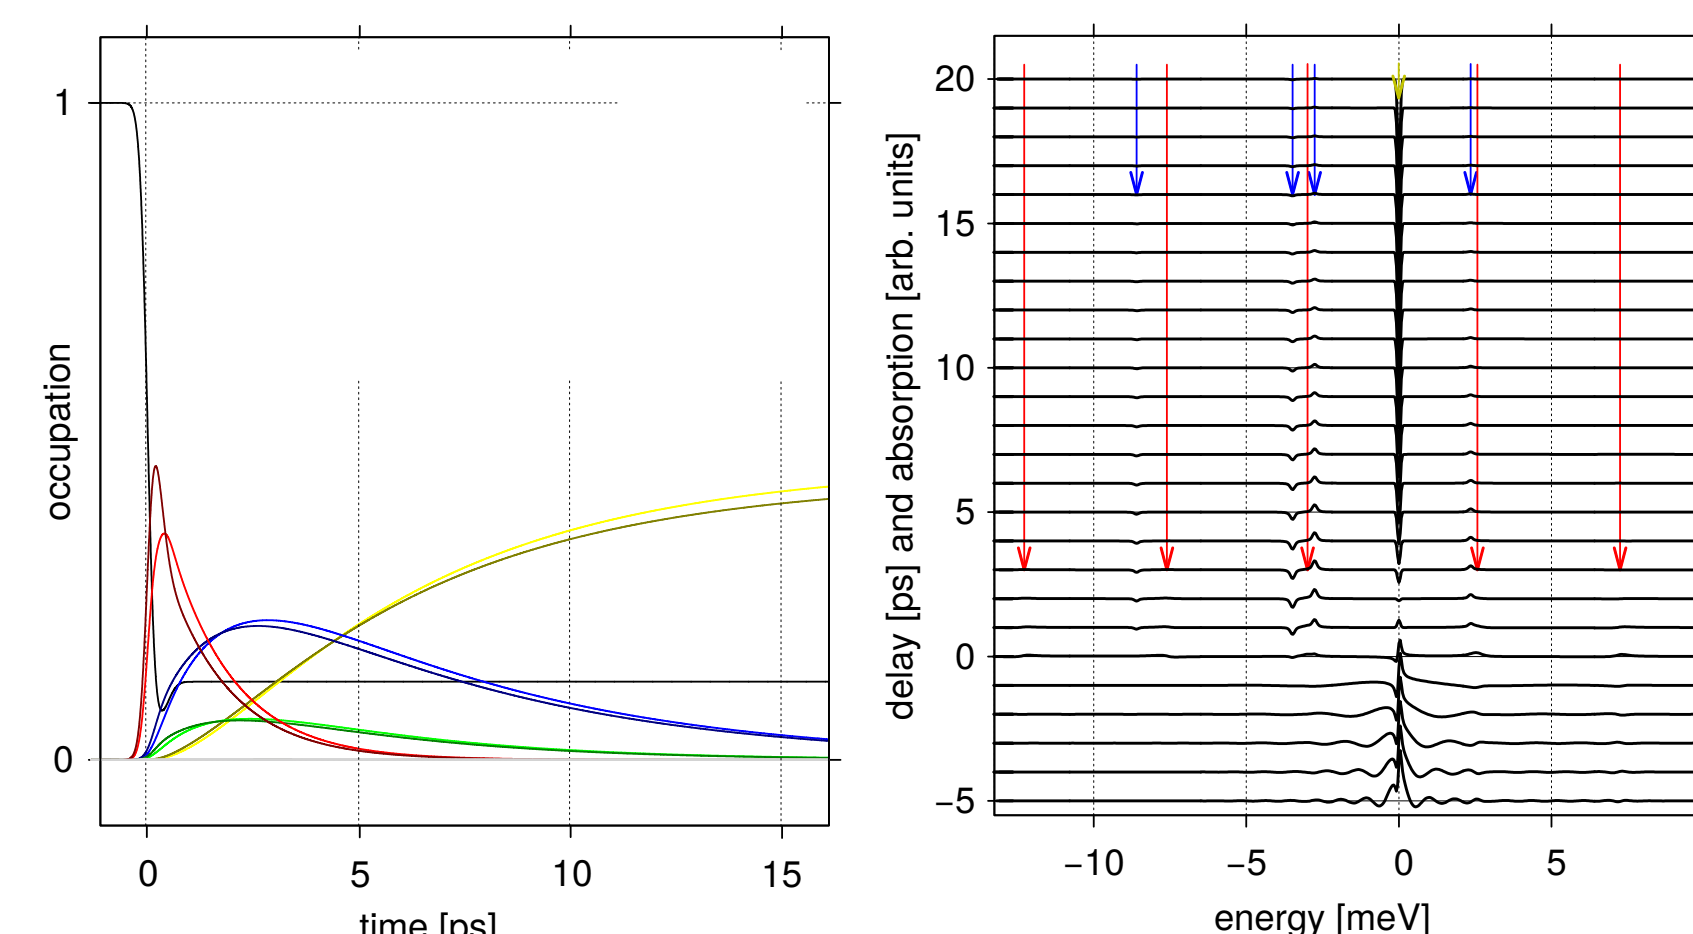 1
0
occupation
0 5 10 15
time [ps]
20
15
10
5
0
−5
delay [ps] and absorption [arb. units]
−10 −5 0 5
energy [meV]